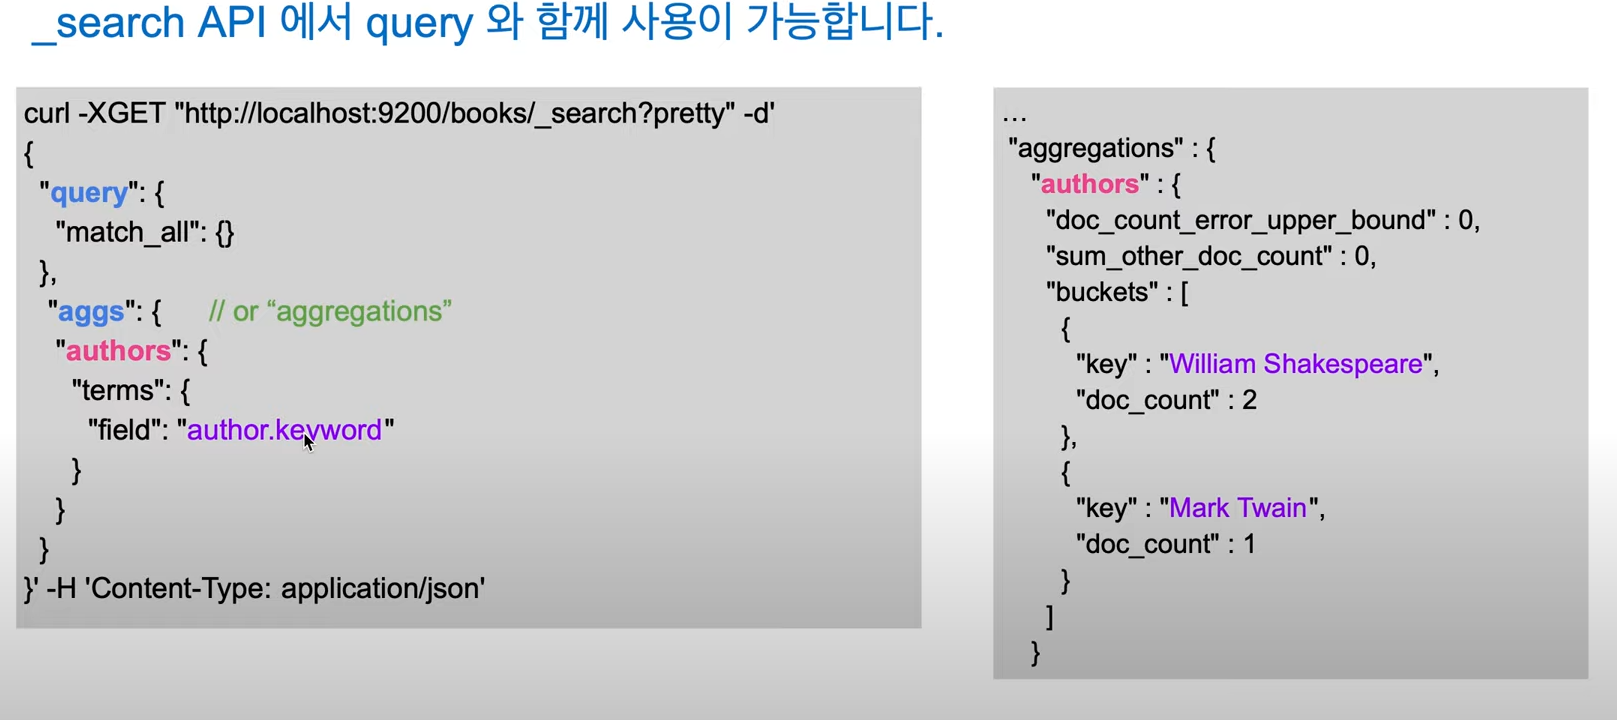 _search API 에서 query 와 함께 사용이 가능합니다.
curl -XGET "http://localhost:9200/books/_search?pretty" -d'
{
"query": {
"match_all": {}
},
"aggs": { // or “aggregations”
"authors": {
"terms": {
"field": "author.keyword"
}
}
}
}' -H 'Content-Type: application/json'
...
"aggregations" : {
"authors" : {
"doc_count_error_upper_bound" : 0,
"sum_other_doc_count" : 0,
"buckets" : [
{
"key" : "William Shakespeare",
"doc_count" : 2
},
{
"key" : "Mark Twain",
"doc_count" : 1
}
]
}